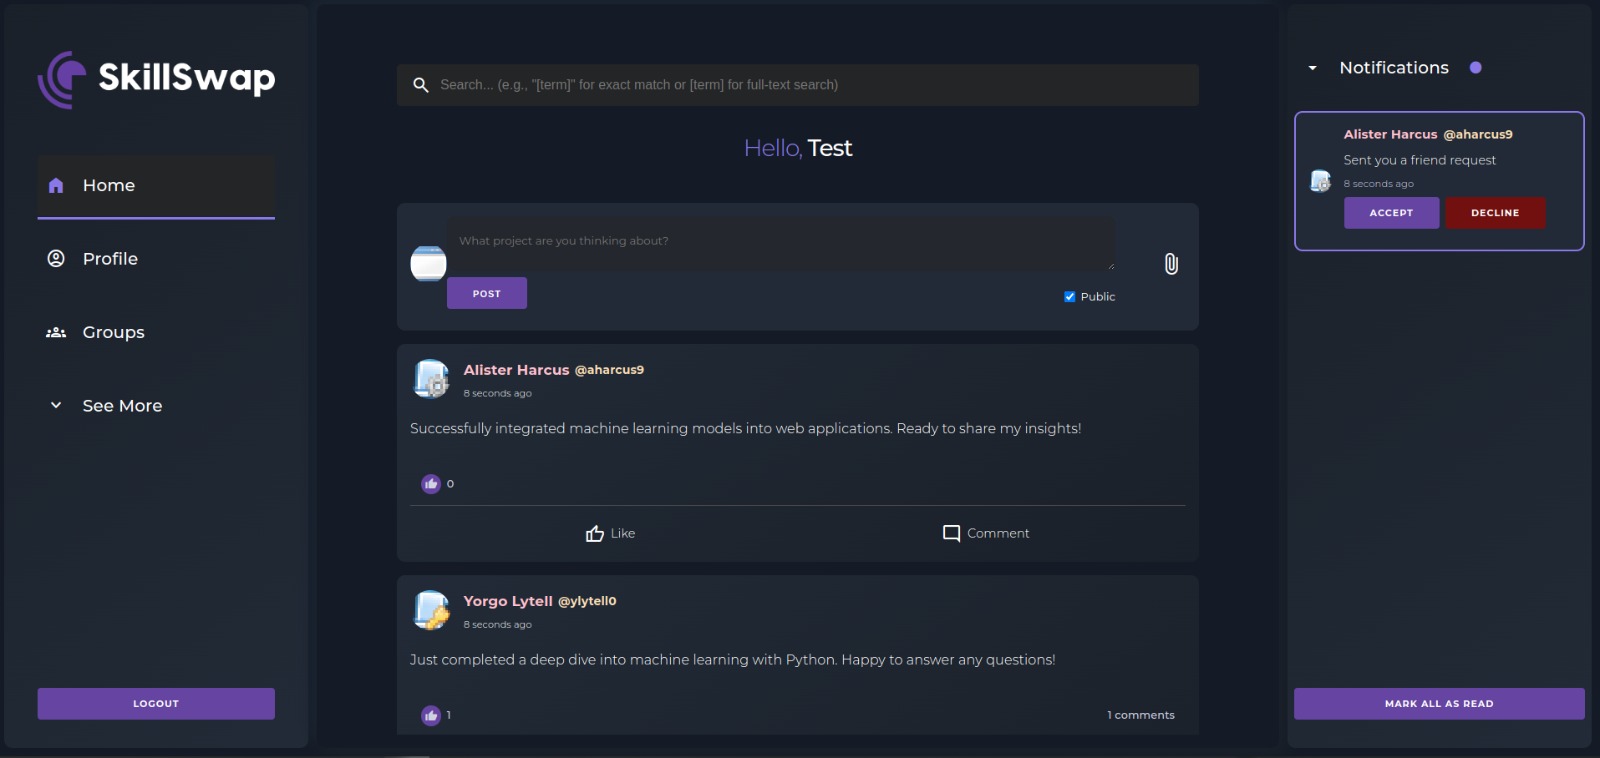 SkillSwap
Home
Profile
Groups
See More
LOGOUT
Search... (e.g., "[term]" for exact match or [term] for full-text search)
Hello, Test
What project are you thinking about?
POST
Public
Alister Harcus @aharcus9
8 seconds ago
Successfully integrated machine learning models into web applications. Ready to share my insights!
0
Like Comment
Yorgo Lytell @ylytell0
8 seconds ago
Just completed a deep dive into machine learning with Python. Happy to answer any questions!
1 1 comments
Notifications
Alister Harcus @aharcus9
Sent you a friend request
8 seconds ago
ACCEPT DECLINE
MARK ALL AS READ